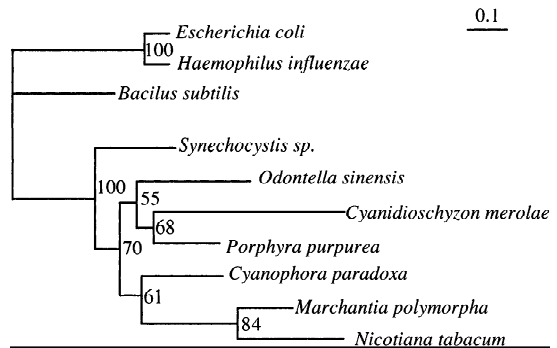 0.1
Escherichia coli
100
Haemophilus influenzae
Bacilus subtilis
Synechocystis sp.
100
Odontella sinensis
55
Cyanidioschyzon merolae
68
Porphyra purpurea
70
Cyanophora paradoxa
61
Marchantia polymorpha
84
Nicotiana tabacum